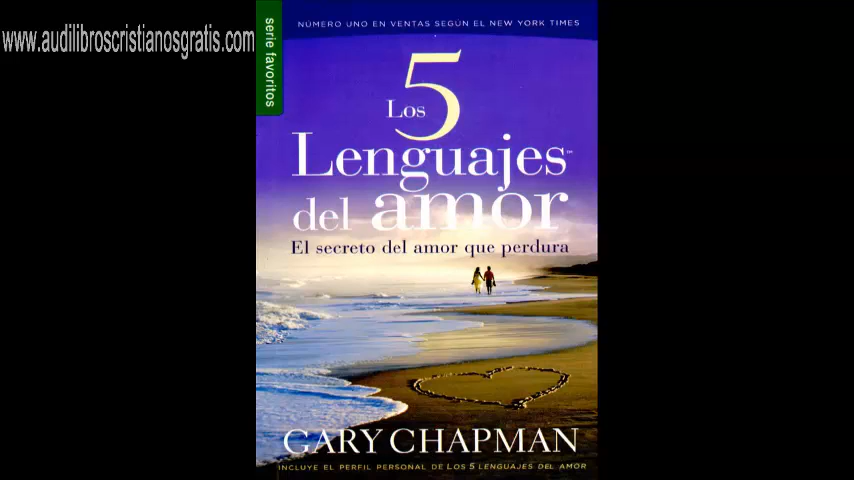 www.audilibroscristianosgratis.com
serie favoritos
NÚMERO UNO EN VENTAS SEGÚN EL NEW YORK TIMES
Los 5
Lenguajes™
del amor
El secreto del amor que perdura
GARY CHAPMAN
INCLUYE EL PERFIL PERSONAL DE LOS 5 LENGUAJES DEL AMOR